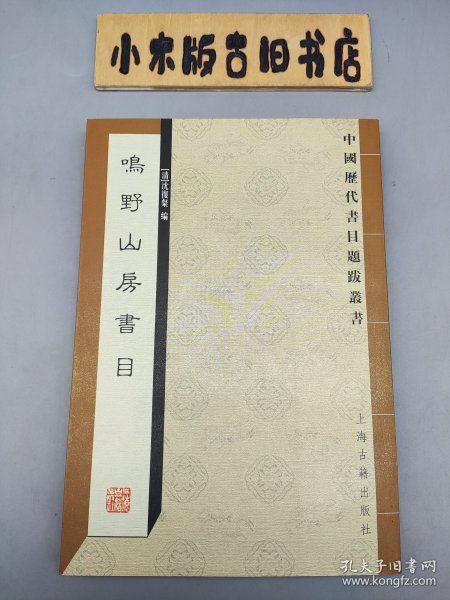 小宋版古旧书店
中國歷代書目題跋叢書
[清]沈復粲 編
鳴野山房書目
上海古籍出版社
孔夫子旧书网
www.kongfz.com